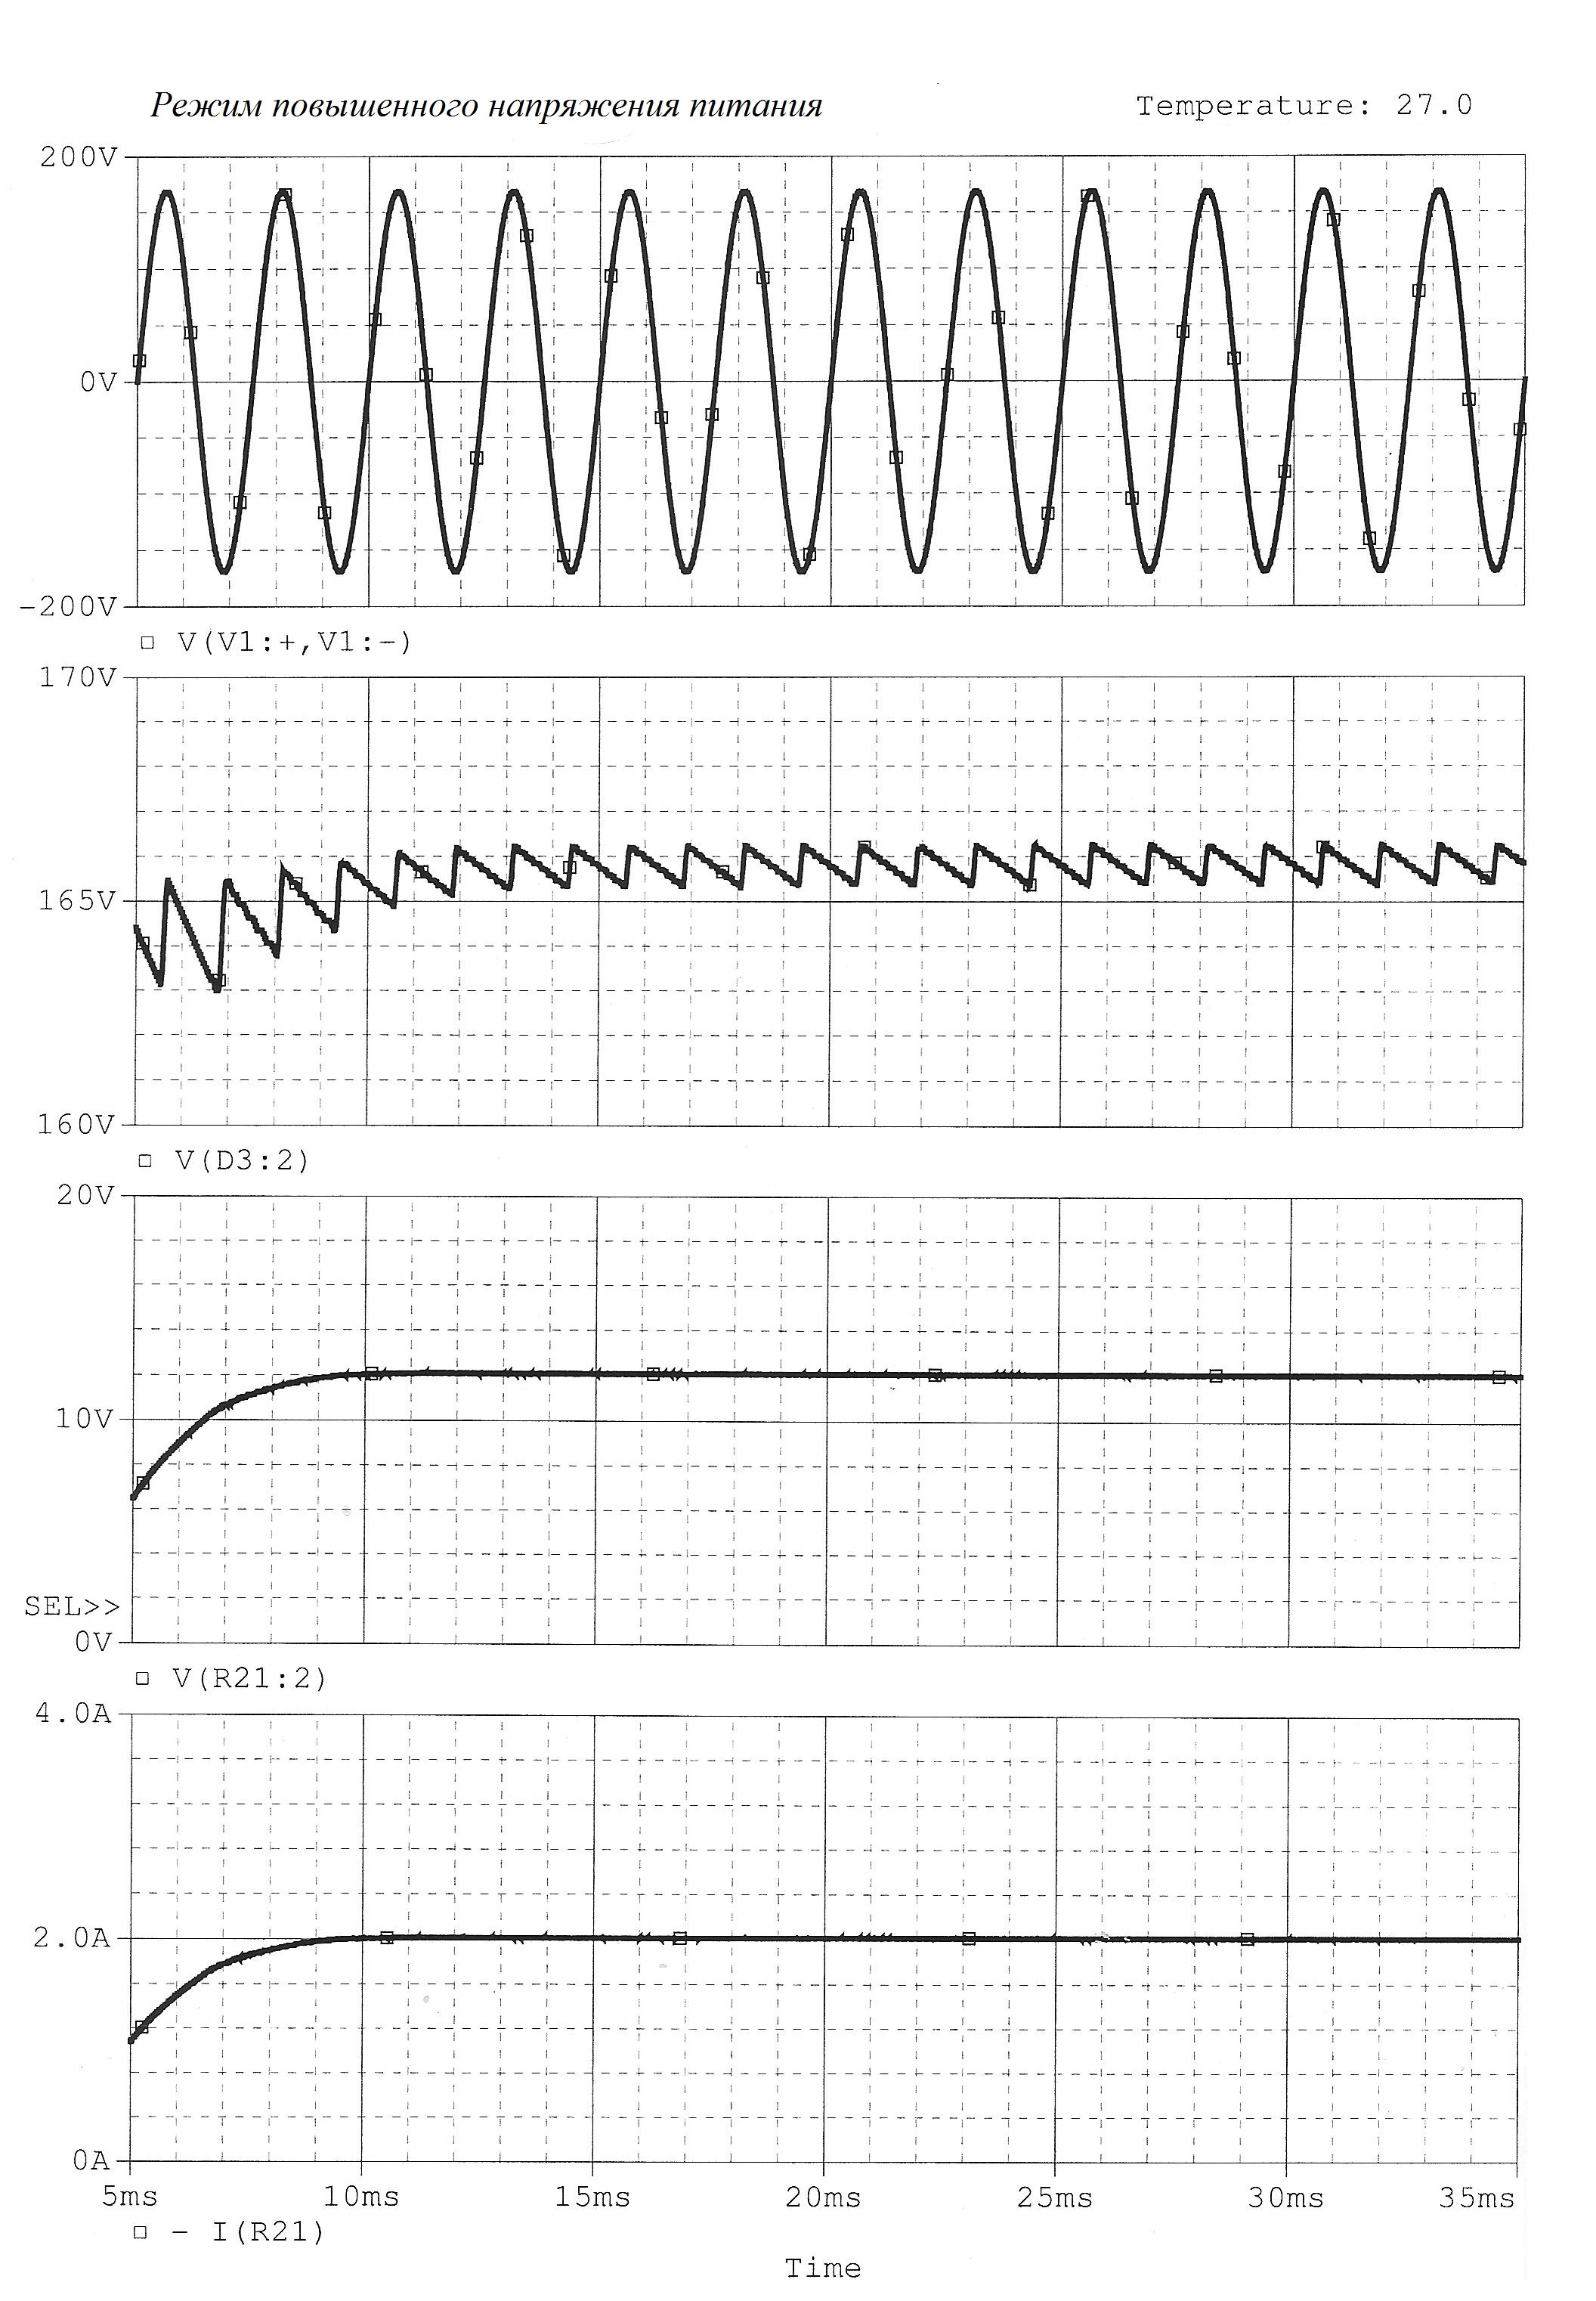 Режим повышенного напряжения питания Temperature: 27.0
200V
0V
-200V
V(V1:+,V1:-)
170V
165V
160V
V(D3:2)
20V
10V
SEL>>
0V
V(R21:2)
4.0A
2.0A
0A
5ms 10ms 15ms 20ms 25ms 30ms 35ms
- I(R21)
Time